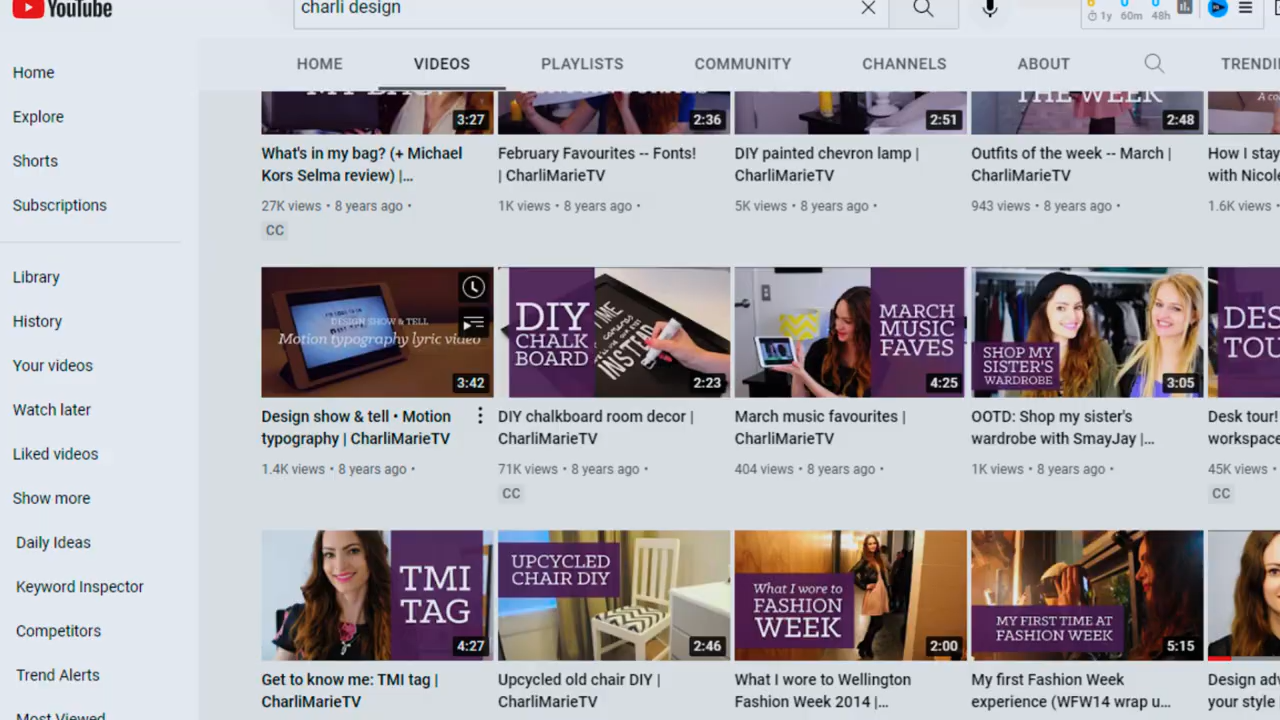 YouTube
charli design
1y 60m 48h
HOME VIDEOS PLAYLISTS COMMUNITY CHANNELS ABOUT TRENDI
Home
Explore
Shorts
Subscriptions
Library
History
Your videos
Watch later
Liked videos
Show more
Daily Ideas
Keyword Inspector
Competitors
Trend Alerts
Most Viewed
3:27
What's in my bag? (+ Michael
Kors Selma review) |...
27K views • 8 years ago •
CC
2:36
February Favourites -- Fonts!
| CharliMarieTV
1K views • 8 years ago •
2:51
DIY painted chevron lamp |
CharliMarieTV
5K views • 8 years ago •
THE WEEK
2:48
Outfits of the week -- March |
CharliMarieTV
943 views • 8 years ago •
How I stay
with Nicole
1.6K views •
DESIGN SHOW & TELL
Motion typography lyric video
3:42
Design show & tell • Motion
typography | CharliMarieTV
1.4K views • 8 years ago •
DIY
CHALK
BOARD
INSTEAD
2:23
DIY chalkboard room decor |
CharliMarieTV
71K views • 8 years ago •
CC
MARCH
MUSIC
FAVES
4:25
March music favourites |
CharliMarieTV
404 views • 8 years ago •
SHOP MY
SISTER'S
WARDROBE
3:05
OOTD: Shop my sister's
wardrobe with SmayJay |...
1K views • 8 years ago •
DES
TOU
Desk tour!
workspace
45K views •
CC
TMI
TAG
4:27
Get to know me: TMI tag |
CharliMarieTV
UPCYCLED
CHAIR DIY
2:46
Upcycled old chair DIY |
CharliMarieTV
What I wore to
FASHION
WEEK
2:00
What I wore to Wellington
Fashion Week 2014 |...
MY FIRST TIME AT
FASHION WEEK
5:15
My first Fashion Week
experience (WFW14 wrap u...
Design adv
your style